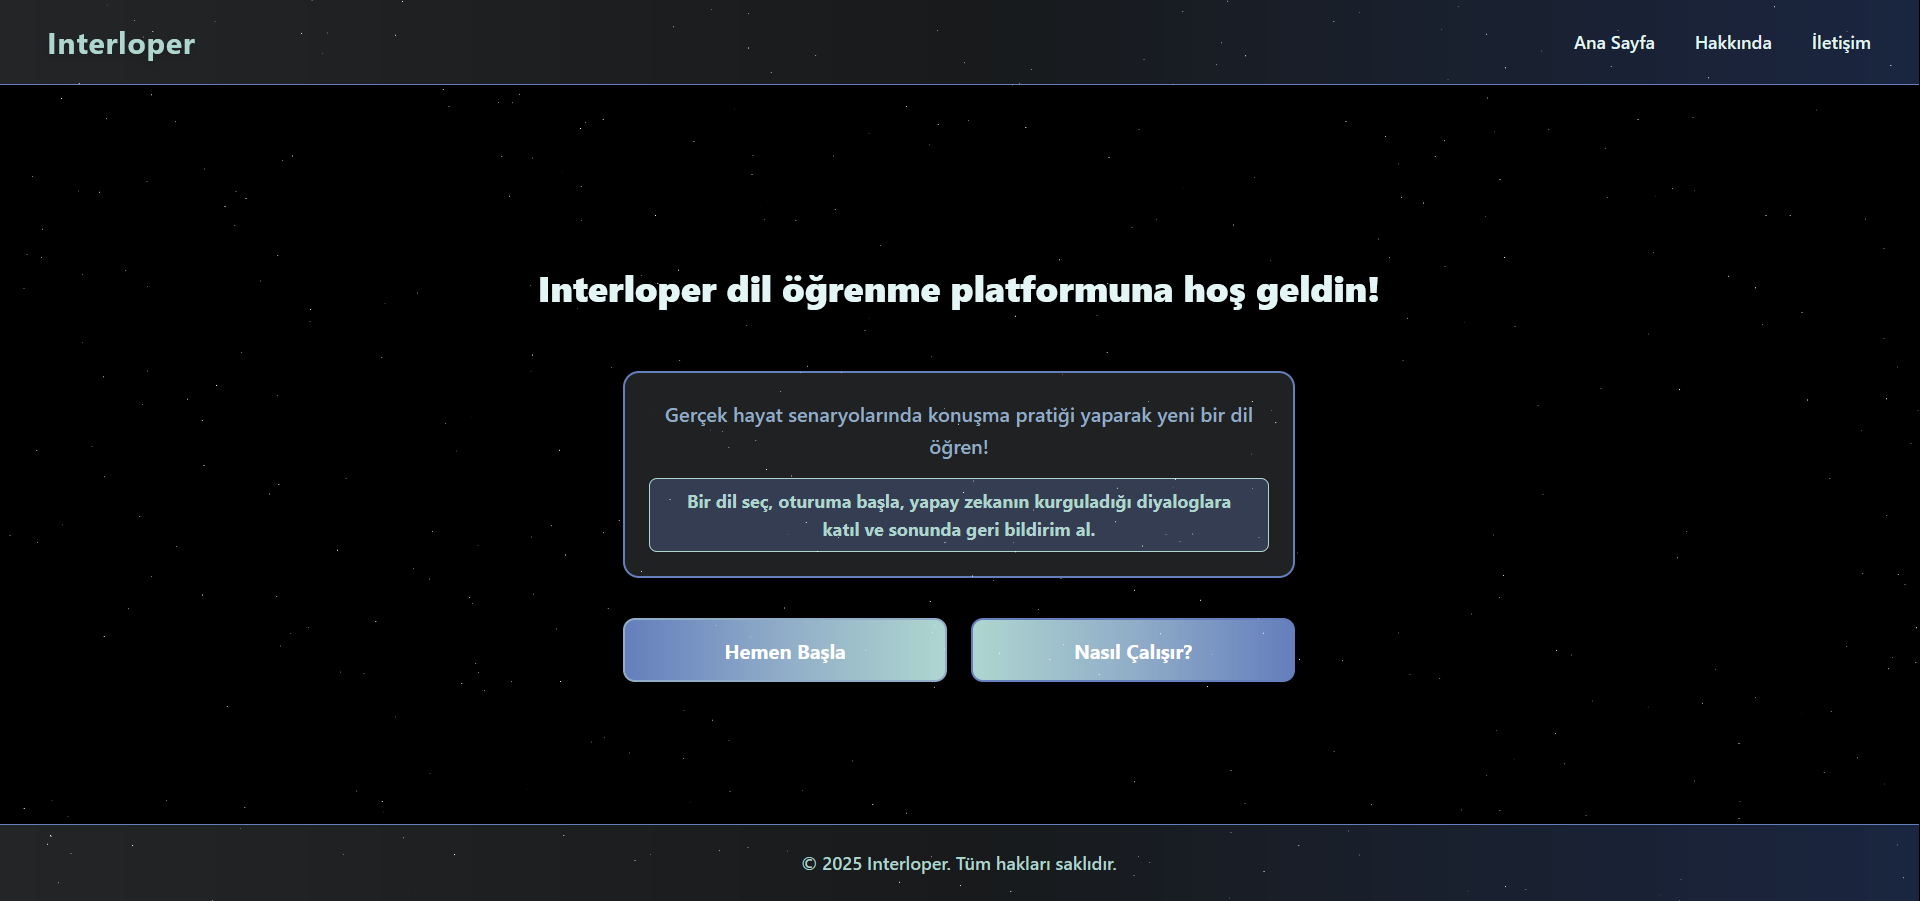 Interloper
Ana Sayfa
Hakkında
İletişim
Interloper dil öğrenme platformuna hoş geldin!
Gerçek hayat senaryolarında konuşma pratiği yaparak yeni bir dil
öğren!
Bir dil seç, oturuma başla, yapay zekanın kurguladığı diyaloglara
katıl ve sonunda geri bildirim al.
Hemen Başla
Nasıl Çalışır?
© 2025 Interloper. Tüm hakları saklıdır.